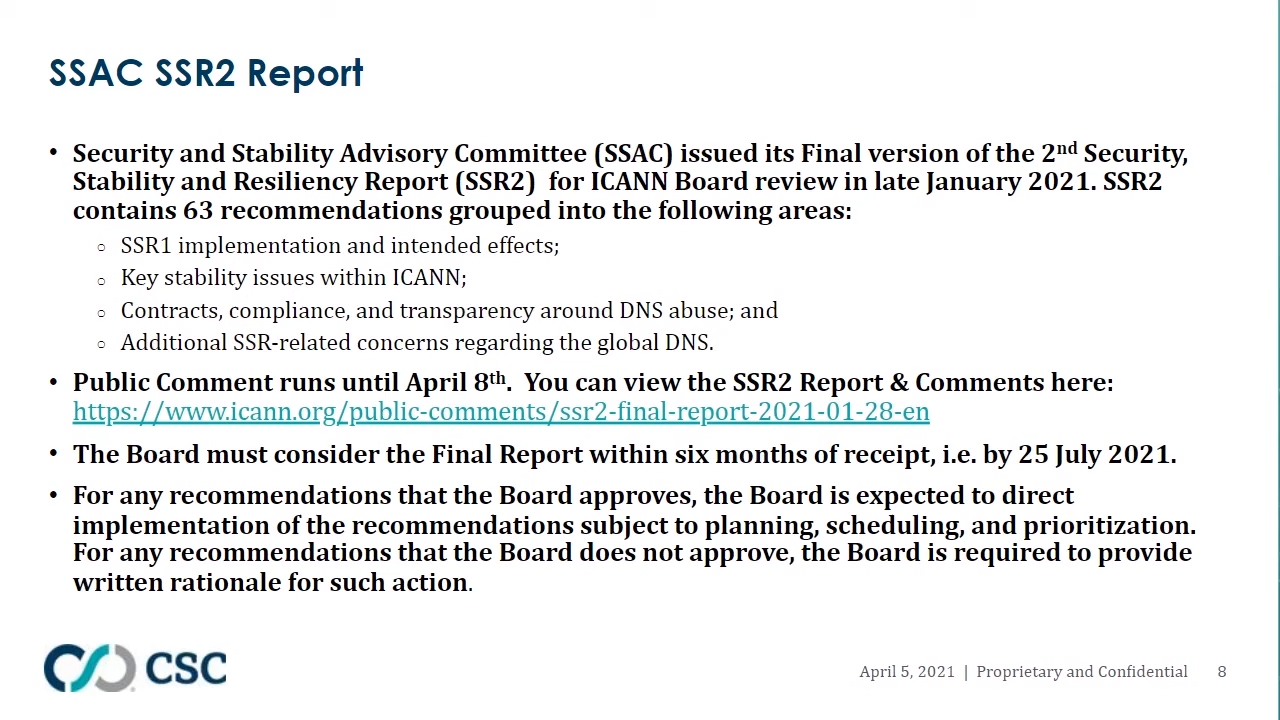 SSAC SSR2 Report
• Security and Stability Advisory Committee (SSAC) issued its Final version of the 2nd Security,
Stability and Resiliency Report (SSR2)  for ICANN Board review in late January 2021. SSR2
contains 63 recommendations grouped into the following areas:
○ SSR1 implementation and intended effects;
○ Key stability issues within ICANN;
○ Contracts, compliance, and transparency around DNS abuse; and
○ Additional SSR-related concerns regarding the global DNS.
• Public Comment runs until April 8th.  You can view the SSR2 Report & Comments here:
https://www.icann.org/public-comments/ssr2-final-report-2021-01-28-en
• The Board must consider the Final Report within six months of receipt, i.e. by 25 July 2021.
• For any recommendations that the Board approves, the Board is expected to direct
implementation of the recommendations subject to planning, scheduling, and prioritization.
For any recommendations that the Board does not approve, the Board is required to provide
written rationale for such action.
CSC
April 5, 2021 | Proprietary and Confidential 8